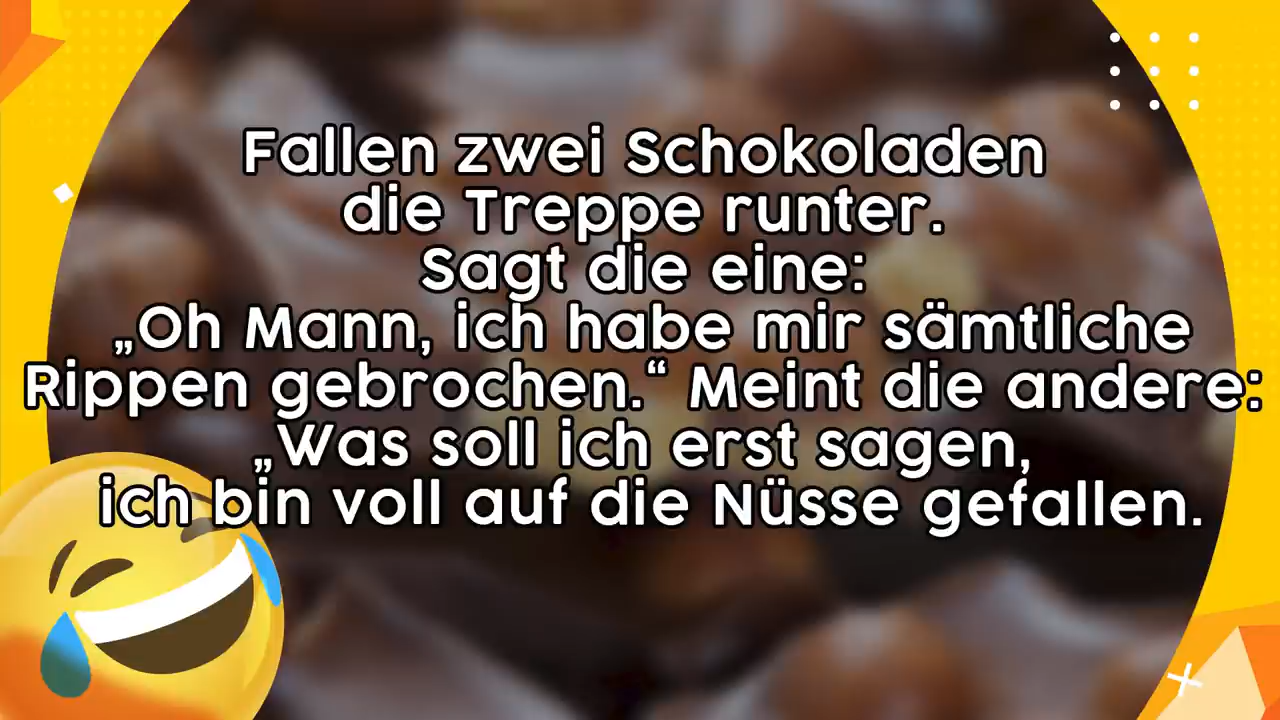 Fallen zwei Schokoladen
die Treppe runter.
Sagt die eine:
„Oh Mann, ich habe mir sämtliche
Rippen gebrochen.“ Meint die andere:
„Was soll ich erst sagen,
ich bin voll auf die Nüsse gefallen.